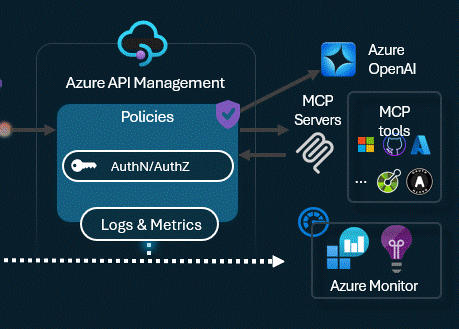 Azure API Management
Policies
AuthN/AuthZ
Logs & Metrics
Azure
OpenAI
MCP
Servers
MCP
tools
...
A
Azure Monitor